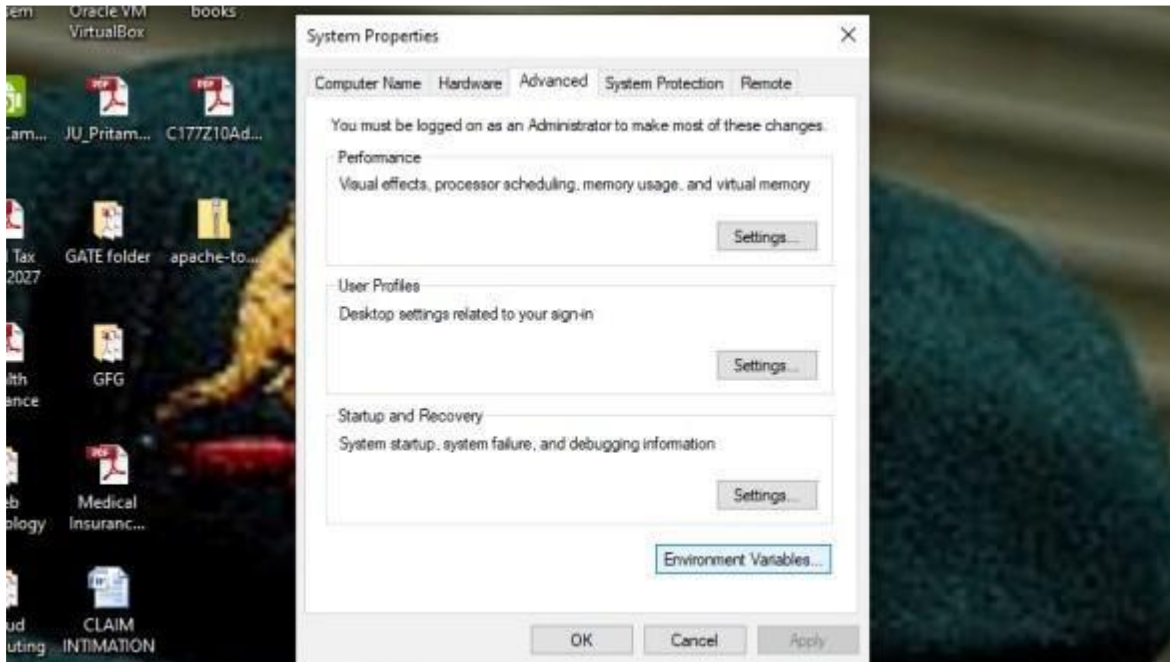 Oracle VM
VirtualBox
books
Cam...
JU_Pritam...
C177Z10Ad...
Tax
2027
GATE folder
apache-to...
GFG
Medical
Insuranc...
CLAIM
INTIMATION
System Properties
Computer Name
Hardware
Advanced
System Protection
Remote
You must be logged on as an Administrator to make most of these changes.
Performance
Visual effects, processor scheduling, memory usage, and virtual memory
Settings...
User Profiles
Desktop settings related to your sign-in
Settings...
Startup and Recovery
System startup, system failure, and debugging information
Settings...
Environment Variables...
OK
Cancel
Apply